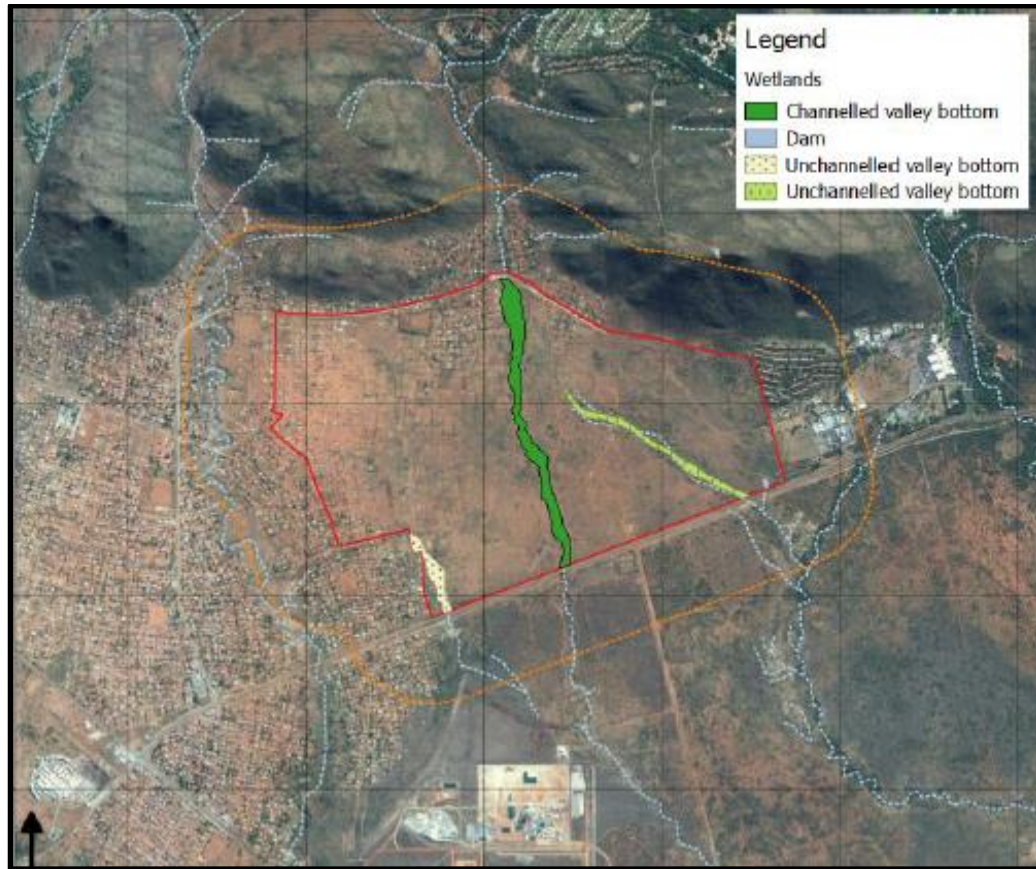 Legend
Wetlands
Channelled valley bottom
Dam
Unchannelled valley bottom
Unchannelled valley bottom